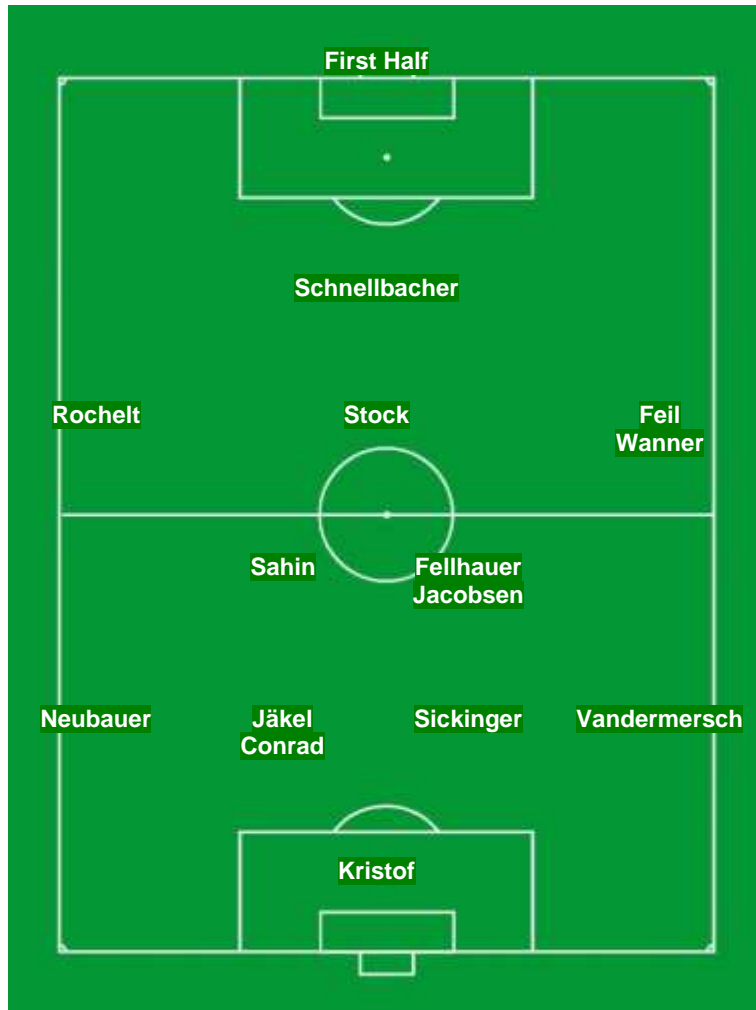 First Half
Schnellbacher
Rochelt Stock Feil
Wanner
Sahin Fellhauer
Jacobsen
Neubauer Jäkel Sickinger Vandermersch
Conrad
Kristof